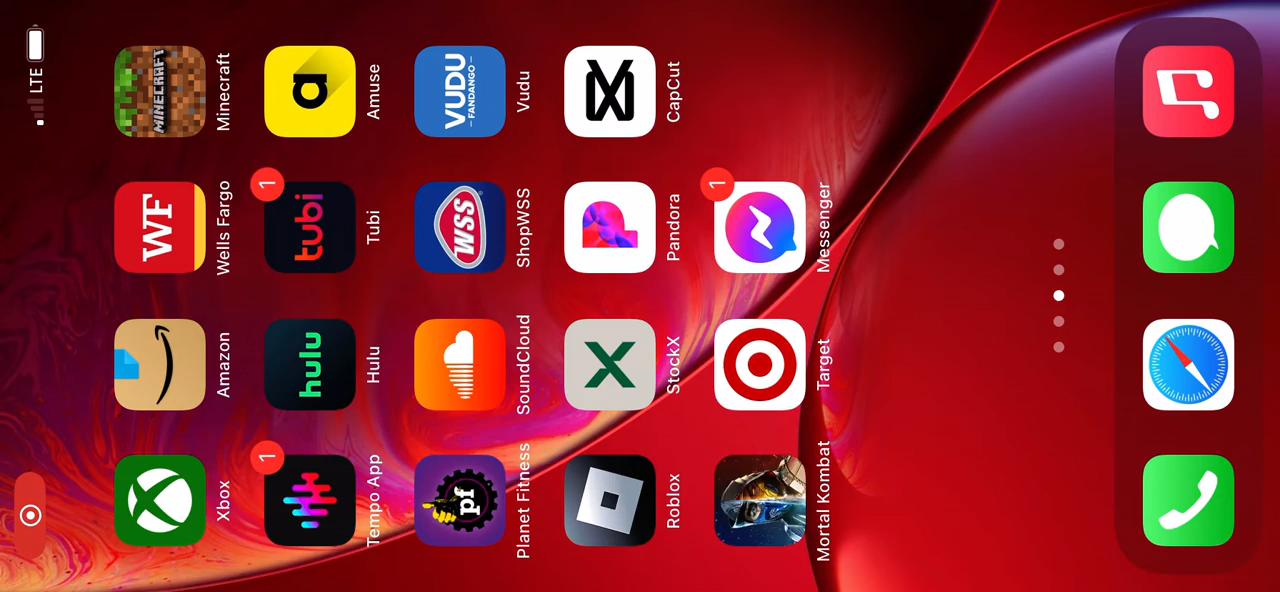 LTE
Xbox
Amazon
WF
Wells Fargo
MINECRAFT
Minecraft
1
Tempo App
hulu
Hulu
1
tubi
Tubi
a
Amuse
pf
Planet Fitness
SoundCloud
WSS
ShopWSS
VUDU
FANDANGO
Vudu
Roblox
X
StockX
Pandora
CapCut
Mortal Kombat
Target
1
Messenger